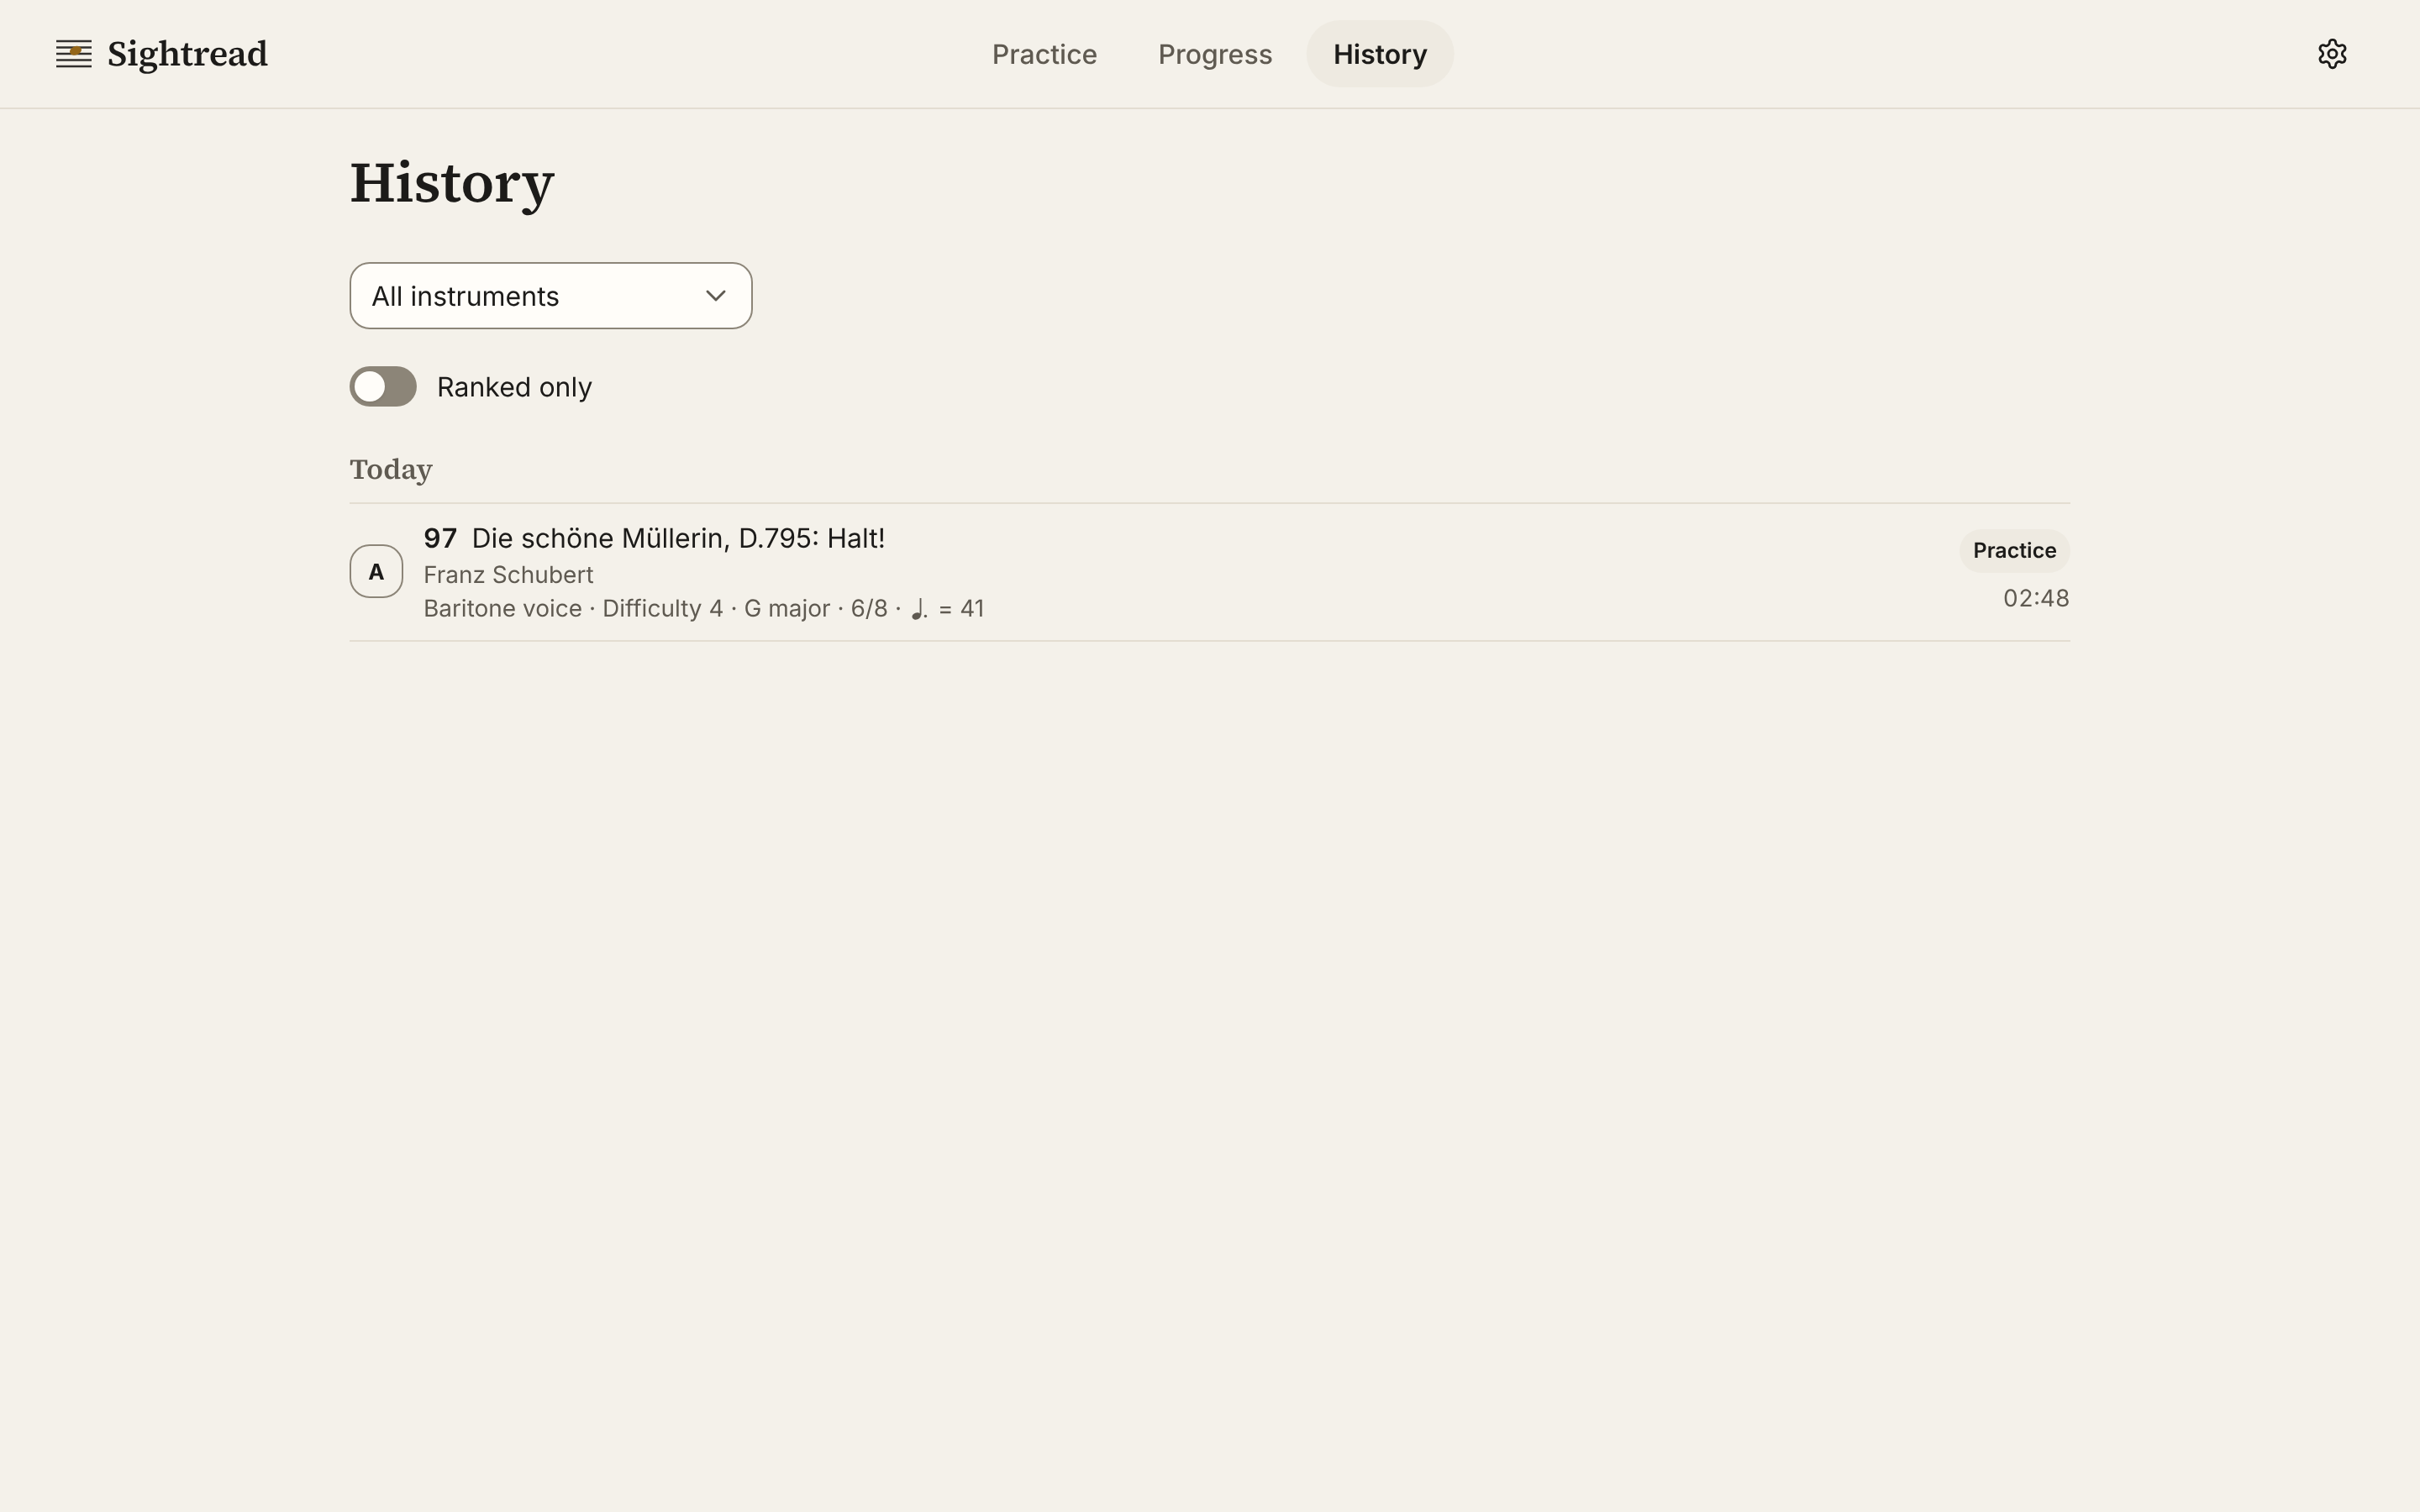 Sightread
Practice
Progress
History
History
All instruments
Ranked only
Today
A
97 Die schöne Müllerin, D.795: Halt!
Franz Schubert
Baritone voice · Difficulty 4 · G major · 6/8 · ♩. = 41
Practice
02:48